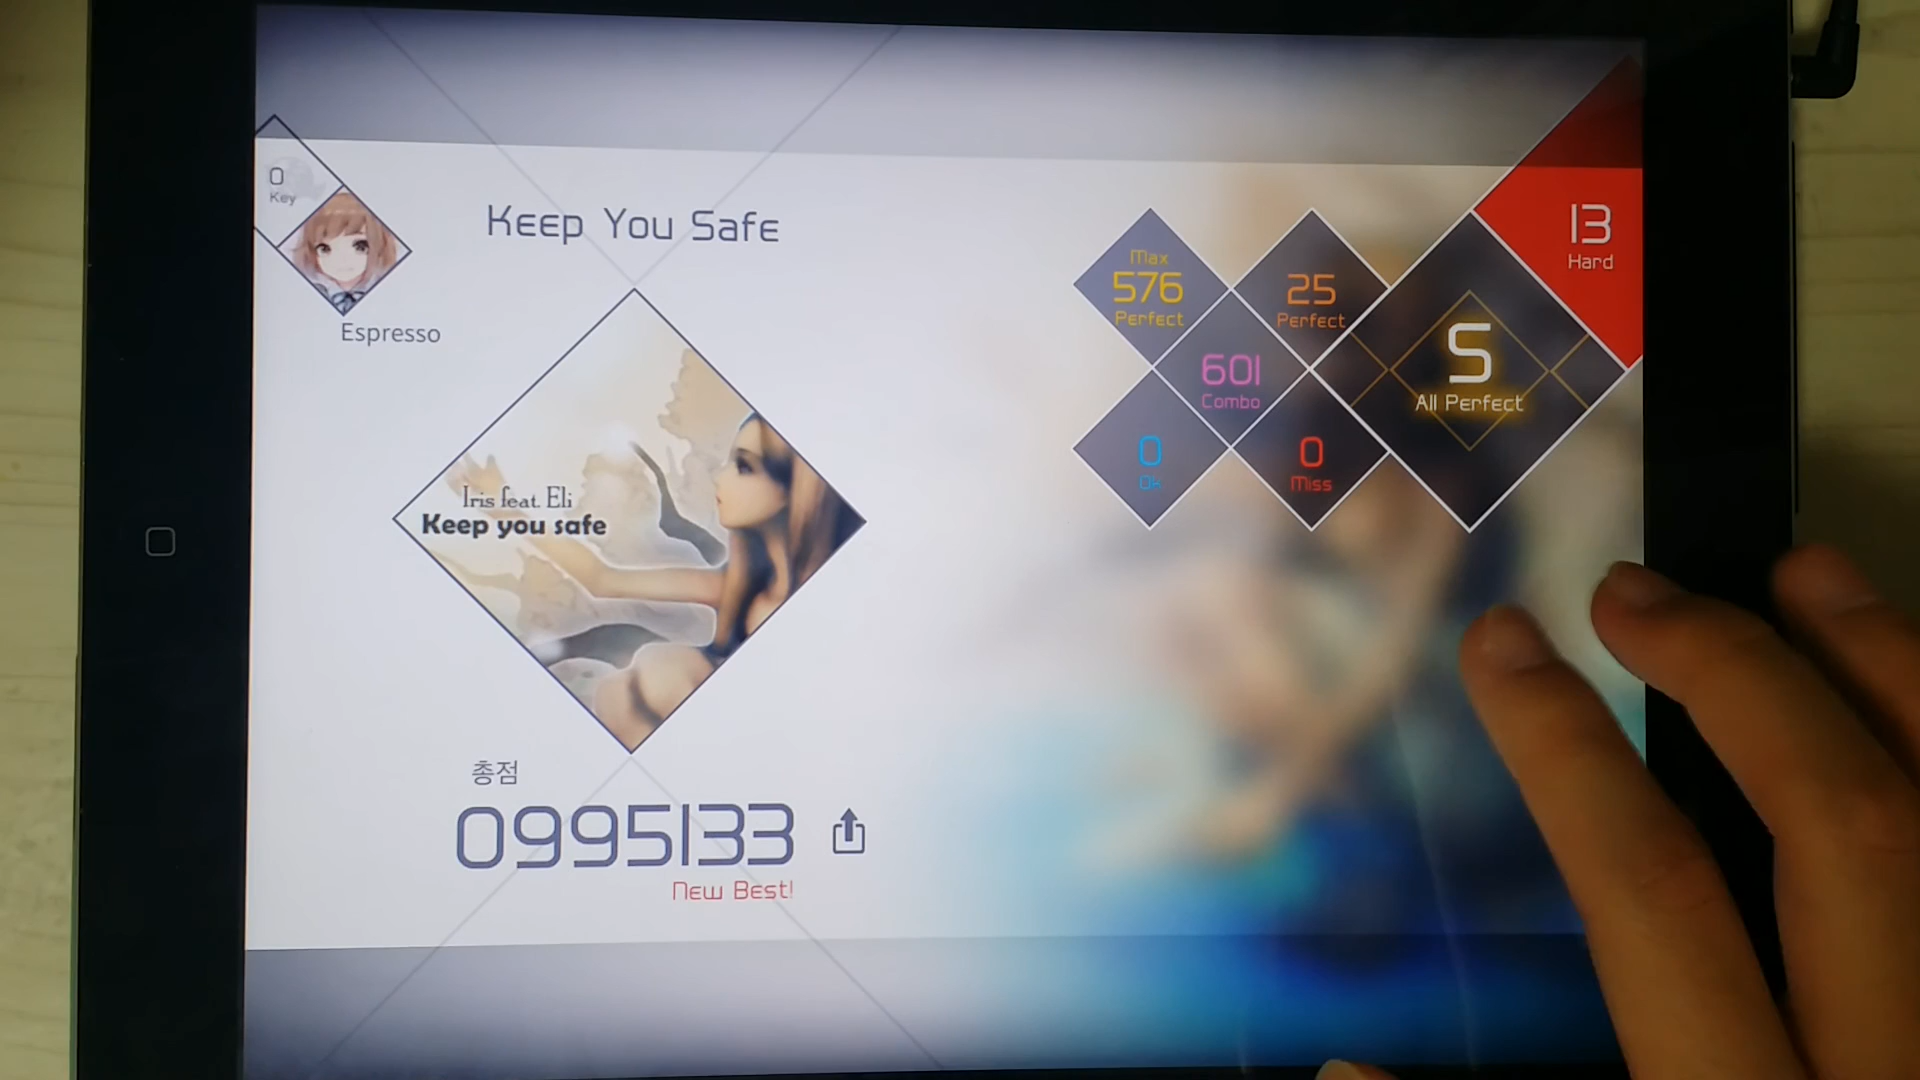 0
Key
Espresso
Keep You Safe
Iris feat. Eli
Keep you safe
총점
0995133
New Best!
Max
576
Perfect
25
Perfect
601
Combo
0
Ok
0
Miss
S
All Perfect
13
Hard